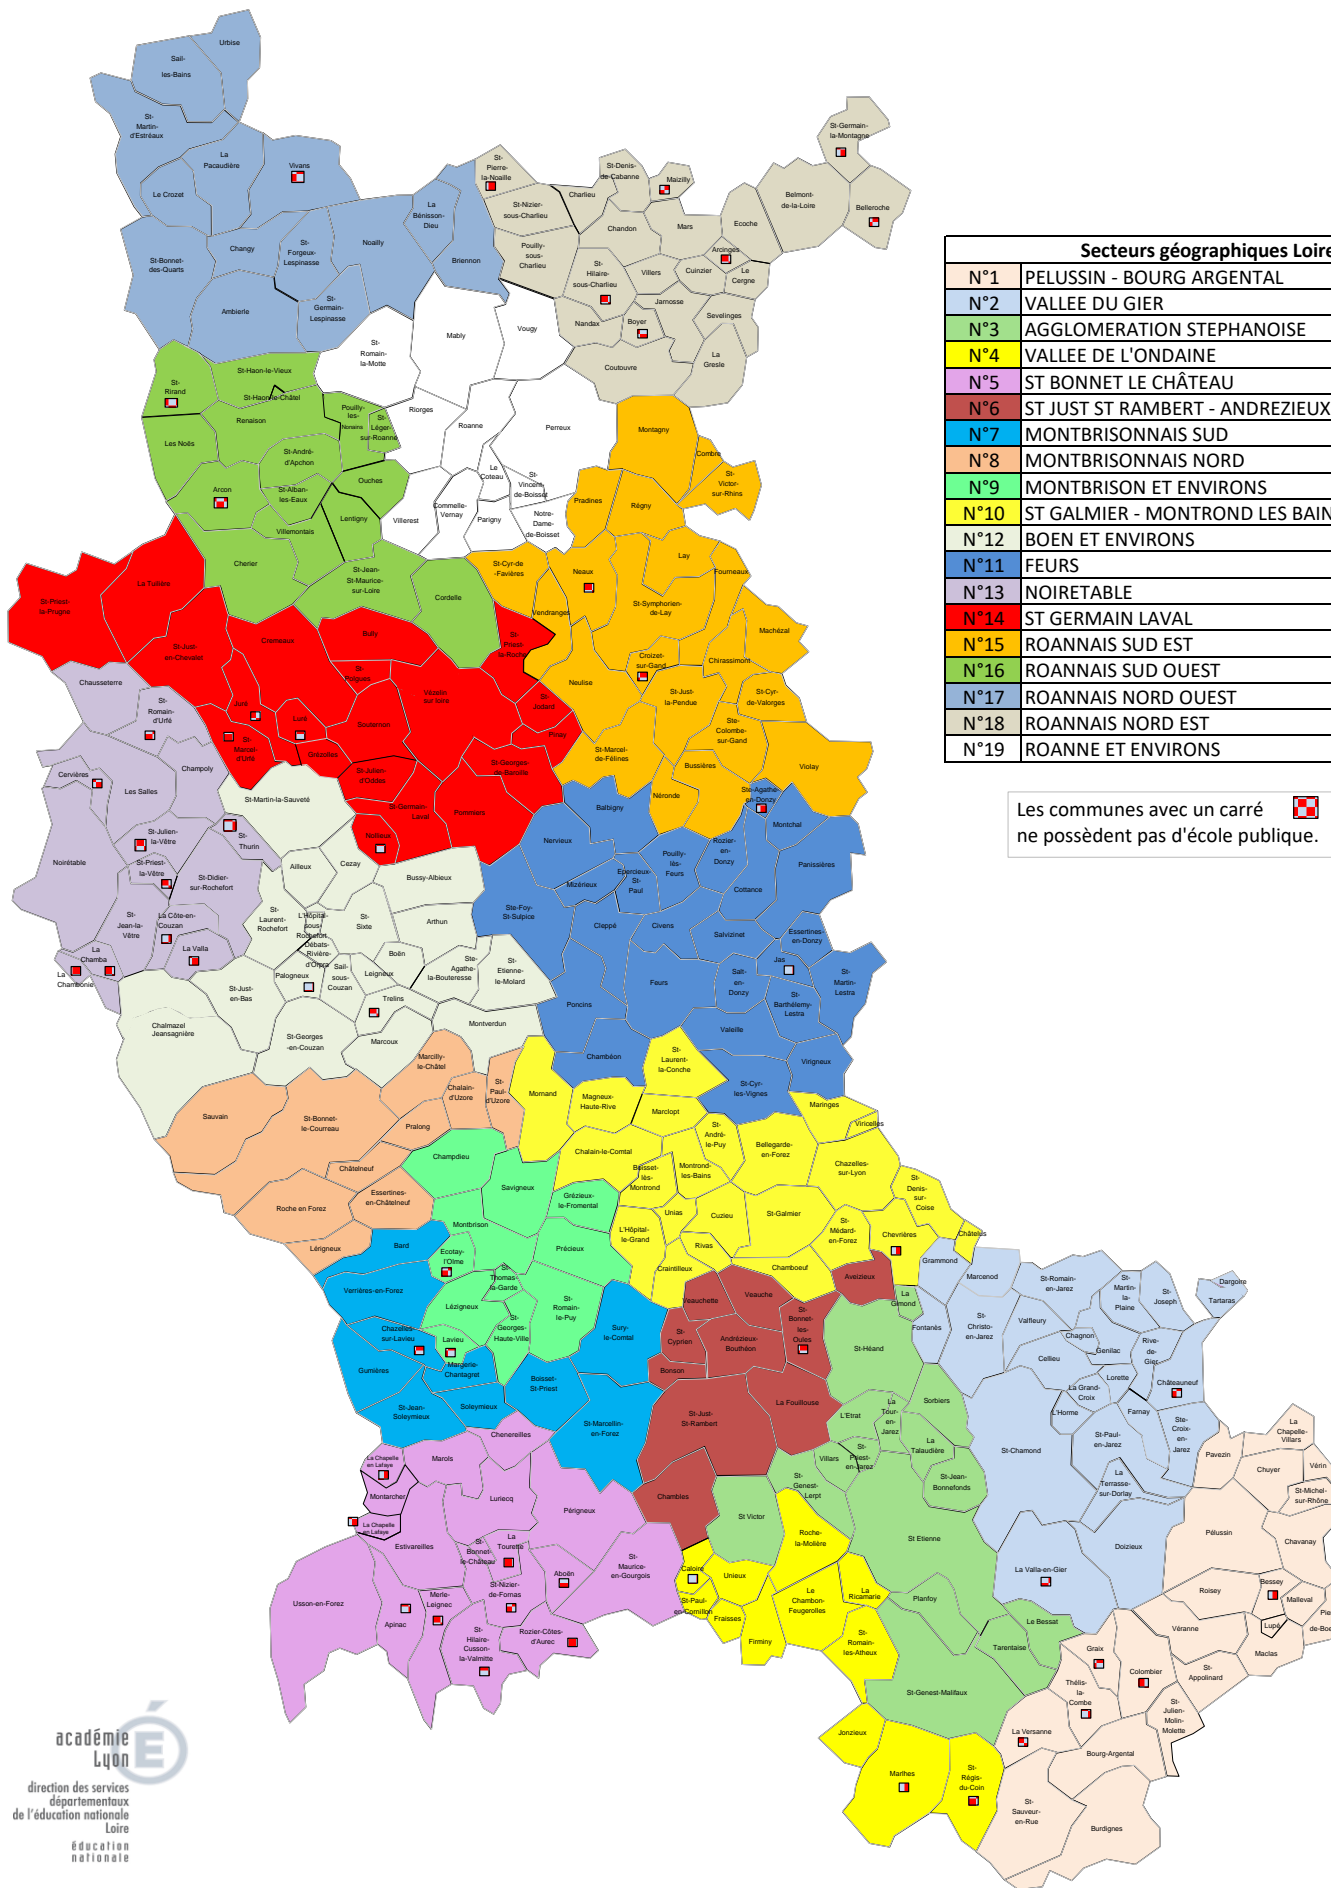 Urbise
Sail-
les-Bains
St-
Martin-
d'Estréaux
La
Pacaudière
Vivans
Le Crozet
St-Bonnet-
des-Quarts
Changy
St-
Forgeux-
Lespinasse
Noailly
La
Bénisson-
Dieu
Briennon
Ambierle
St-
Germain-
Lespinasse
St-
Pierre-
la-Noaille
St-Nizier-
sous-Charlieu
Charlieu
St-Denis-
de-Cabanne
Maizilly
St-Germain-
la-Montagne
Belmont-
de-la-Loire
Belleroche
Pouilly-
sous-
Charlieu
Chandon
Mars
Ecoche
Arcinges
St-
Hilaire-
sous-Charlieu
Villers
Cuinzier
Le
Cergne
Jarnosse
Sevelinges
Nandax
Boyer
La
Gresle
Coutouvre
St-
Romain-
la-Motte
Mably
Vougy
Riorges
Roanne
Perreux
Le
Coteau
St-
Vincent-
de-Boisset
Commelle-
Vernay
Villerest
Parigny
Notre-
Dame-
de-Boisset
St-
Rirand
St-Haon-le-Vieux
St-Haon-le-Châtel
Renaison
Pouilly-
les-
Nonains
St-
Léger-
sur-Roanne
Les Noës
St-André-
d'Apchon
Arcon
St-Alban-
les-Eaux
Ouches
Villemontais
Lentigny
Cherier
St-Jean-
St-Maurice-
sur-Loire
Cordelle
Montagny
Combre
St-
Victor-
sur-Rhins
Pradines
Régny
St-Cyr-de
-Favières
Neaux
Lay
Fourneaux
Vendranges
St-Symphorien-
de-Lay
Machézal
Croizet-
sur-Gand
Chirassimont
Neulise
St-Just-
la-Pendue
St-Cyr-
de-Valorges
Ste-
Colombe-
sur-Gand
St-Marcel-
de-Félines
Bussières
Violay
Néronde
St-Priest-
la-Prugne
La Tuilière
St-Just-
en-Chevalet
Cremeaux
Bully
St-
Priest-
la-Roche
St-
Polgues
Vézelin
sur loire
Juré
Luré
Souternon
St-
Jodard
St-
Marcel-
d'Urfé
Grézolles
Pinay
St-Julien-
d'Oddes
St-Georges-
de-Baroille
St-Germain-
Laval
Pommiers
Nollieux
Chausseterre
St-
Romain-
d'Urfé
Cervières
Champoly
Les Salles
St-Julien-
la-Vêtre
St-
Thurin
Noirétable
St-Priest-
la-Vêtre
St-Didier-
sur-Rochefort
St-
Jean-la-
Vêtre
La Côte-en-
Couzan
La Valla
La
Chamba
La
Chambonie
St-Martin-la-Sauveté
Ailleux
Cezay
Bussy-Albieux
St-
Laurent-
Rochefort
L'Hôpital-
sous-
Rochefort
Débats-
Rivière-
d'Orpra
St-
Sixte
Arthun
Boën
Ste-
Agathe-
la-Bouteresse
St-
Etienne-
le-Molard
Palogneux
Sail-
sous-
Couzan
Leigneux
St-Just-
en-Bas
Trelins
Chalmazel
Jeansagnière
St-Georges
-en-Couzan
Marcoux
Montverdun
Balbigny
Ste-Agathe-
en-Donzy
Nervieux
Montchal
Mizérieux
Epercieux-
St-
Paul
Pouilly-
lès-
Feurs
Rozier-
en-
Donzy
Panissières
Cottance
Ste-Foy-
St-Sulpice
Cleppé
Civens
Salvizinet
Essertines-
en-Donzy
Jas
Feurs
Salt-
en-
Donzy
St-
Martin-
Lestra
Poncins
St-
Barthélemy-
Lestra
Valeille
Chambéon
Virigneux
St-Cyr-
les-Vignes
Marcilly-
le-Châtel
Chalain-
d'Uzore
St-
Paul-
d'Uzore
Sauvain
St-Bonnet-
le-Courreau
Pralong
Châtelneuf
Essertines-
en-Châtelneuf
Roche en Forez
Lérigneux
Mornand
Magneux-
Haute-Rive
St-
Laurent-
la-Conche
Marclopt
Maringes
Viricelles
St-
André-
le-Puy
Bellegarde-
en-Forez
Chalain-le-Comtal
Boisset-
lès-
Montrond
Montrond-
les-Bains
Chazelles-
sur-Lyon
St-
Denis-
sur-
Coise
Unias
Cuzieu
St-Galmier
L'Hôpital-
le-Grand
St-
Médard-
en-Forez
Chevrières
Châtelus
Rivas
Craintilleux
Chamboeuf
Champdieu
Savigneux
Grézieux-
le-Fromental
Montbrison
Ecotay-
l'Olme
Précieux
St-
Thomas-
la-Garde
Lézigneux
St-
Romain-
le-Puy
St-
Georges-
Haute-Ville
Lavieu
Bard
Verrières-en-Forez
Chazelles-
sur-Lavieu
Margerie-
Chantagret
Gumières
Boisset-
St-Priest
Sury-
le-Comtal
St-Jean-
Soleymieux
Soleymieux
St-Marcellin-
en-Forez
Veauchette
Veauche
Aveizieux
St-
Bonnet-
les-
Oules
St-
Cyprien
Andrézieux-
Bouthéon
Bonson
St-Just-
St-Rambert
La Fouillouse
Chambles
La
Gimond
St-Héand
L'Etrat
La
Tour-
en-
Jarez
Sorbiers
La
Talaudière
Villars
St-
Priest-
en-Jarez
St-
Genest-
Lerpt
St-Jean-
Bonnefonds
St Victor
St Etienne
Planfoy
Le Bessat
Tarentaise
St-Genest-Malifaux
Grammond
Marcenod
St-Romain-
en-Jarez
St-
Martin-
la-
Plaine
St-
Joseph
Dargoire
Tartaras
Fontanès
St-
Christo-
en-Jarez
Valfleury
Chagnon
Genilac
Rive-
de-
Gier
Cellieu
Lorette
Châteauneuf
La Grand-
Croix
L'Horme
Farnay
St-Paul-
en-Jarez
Ste-
Croix-
en-
Jarez
St-Chamond
La
Terrasse-
sur-Dorlay
La Valla-en-Gier
Doizieux
La
Chapelle-
Villars
Pavezin
Chuyer
Vérin
St-Michel-
sur-Rhône
Pélussin
Chavanay
Roisey
Bessey
Malleval
Lupé
Véranne
Maclas
St-
Appolinard
Graix
Colombier
Thélis-
la-
Combe
St-
Julien-
Molin-
Molette
La Versanne
Bourg-Argental
St-
Sauveur-
en-Rue
Burdignes
Chenereilles
La Chapelle
en Lafaye
Marols
Montarcher
Luriecq
Périgneux
La Chapelle
en Lafaye
Estivareilles
St-
Bonnet-
le-Château
La
Tourette
Aboën
St-
Maurice-
en-Gourgois
Usson-en-Forez
Merle-
Leignec
St-Nizier-
de-Fornas
Apinac
St-
Hilaire-
Cusson-
la-Valmitte
Rozier-Côtes-
d'Aurec
Caloire
Unieux
Roche-
la-Molière
St-Paul-
en-Cornillon
Fraisses
Firminy
Le
Chambon-
Feugerolles
La
Ricamarie
St-
Romain-
les-Atheux
Jonzieux
Marlhes
St-
Régis-
du-Coin
Secteurs géographiques Loire
N°1 PELUSSIN - BOURG ARGENTAL
N°2 VALLEE DU GIER
N°3 AGGLOMERATION STEPHANOISE
N°4 VALLEE DE L'ONDAINE
N°5 ST BONNET LE CHÂTEAU
N°6 ST JUST ST RAMBERT - ANDREZIEUX
N°7 MONTBRISONNAIS SUD
N°8 MONTBRISONNAIS NORD
N°9 MONTBRISON ET ENVIRONS
N°10 ST GALMIER - MONTROND LES BAIN
N°12 BOEN ET ENVIRONS
N°11 FEURS
N°13 NOIRETABLE
N°14 ST GERMAIN LAVAL
N°15 ROANNAIS SUD EST
N°16 ROANNAIS SUD OUEST
N°17 ROANNAIS NORD OUEST
N°18 ROANNAIS NORD EST
N°19 ROANNE ET ENVIRONS
Les communes avec un carré
ne possèdent pas d'école publique.
académie
Lyon
direction des services
départementaux
de l'éducation nationale
Loire
éducation
nationale